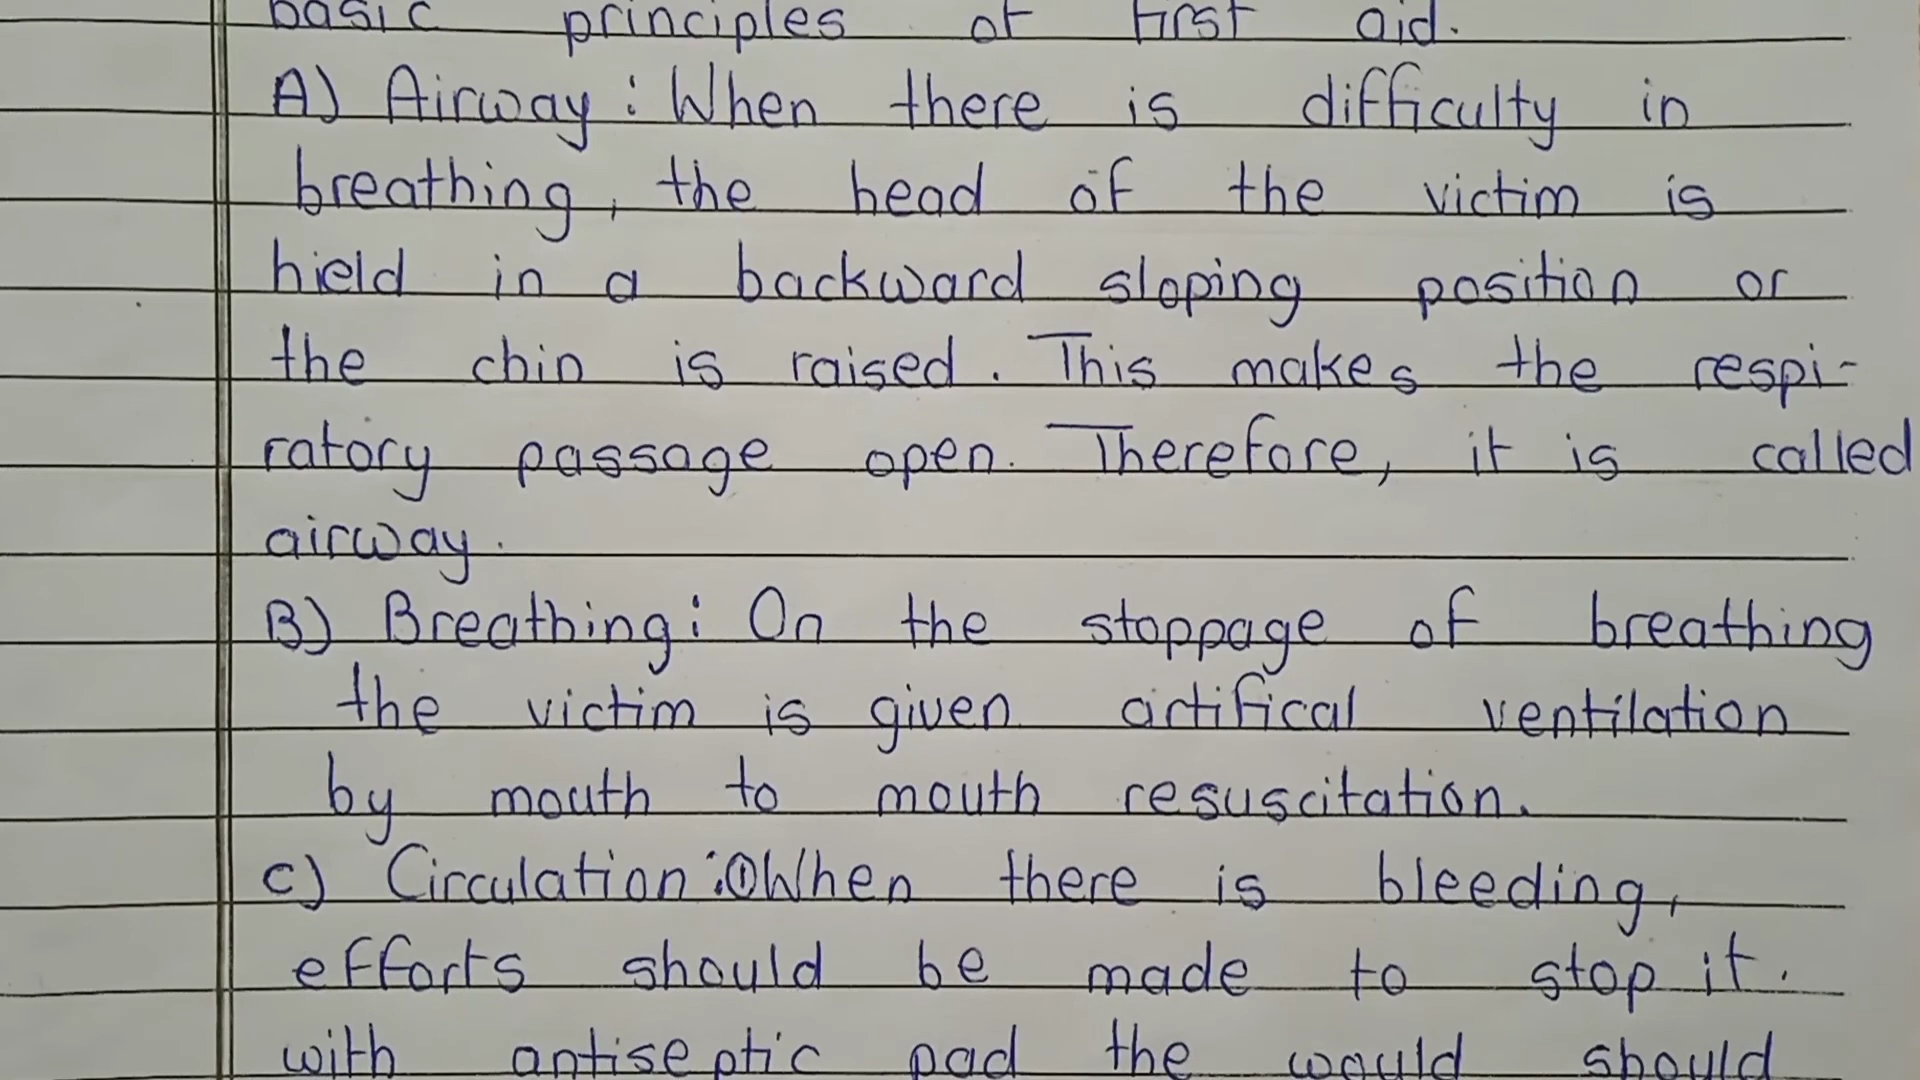 basic principles of first aid.
A) Airway : When there is difficulty in
breathing, the head of the victim is
hield in a backward sloping position or
the chin is raised. This makes the respi-
ratory passage open. Therefore, it is called
airway.
B) Breathing : On the stoppage of breathing
the victim is given artifical ventilation
by mouth to mouth resuscitation.
C) Circulation : ① When there is bleeding,
efforts should be made to stop it.
with antiseptic pad the would should